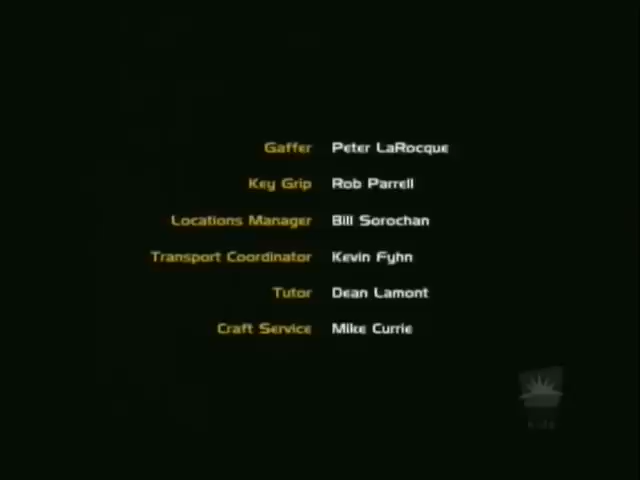 Gaffer Peter LaRocque
Key Grip Rob Parrell
Locations Manager Bill Sorochan
Transport Coordinator Kevin Fyhn
Tutor Dean Lamont
Craft Service Mike Currie